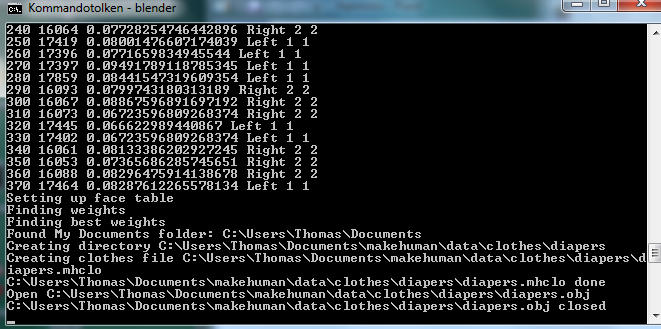 Kommandotolken - blender
240 16064 0.07728254746442896 Right 2 2
250 17419 0.08001476607174039 Left 1 1
260 17396 0.0771659834945544 Left 1 1
270 17397 0.09491789118785345 Left 1 1
280 17859 0.08441547319609354 Left 1 1
290 16093 0.0799743180313189 Right 2 2
300 16067 0.08867596891697192 Right 2 2
310 16073 0.06723596809268374 Right 2 2
320 17445 0.066622989440867 Left 1 1
330 17402 0.06723596809268374 Left 1 1
340 16061 0.08133386202927245 Right 2 2
350 16053 0.07365686285745651 Right 2 2
360 16088 0.08296475914138678 Right 2 2
370 17464 0.08287612265578134 Left 1 1
Setting up face table
Finding weights
Finding best weights
Found My Documents folder: C:\Users\Thomas\Documents
Creating directory C:\Users\Thomas\Documents\makehuman\data\clothes\diapers
Creating clothes file C:\Users\Thomas\Documents\makehuman\data\clothes\diapers\d
iapers.mhclo
C:\Users\Thomas\Documents\makehuman\data\clothes\diapers\diapers.mhclo done
Open C:\Users\Thomas\Documents\makehuman\data\clothes\diapers\diapers.obj
C:\Users\Thomas\Documents\makehuman\data\clothes\diapers\diapers.obj closed